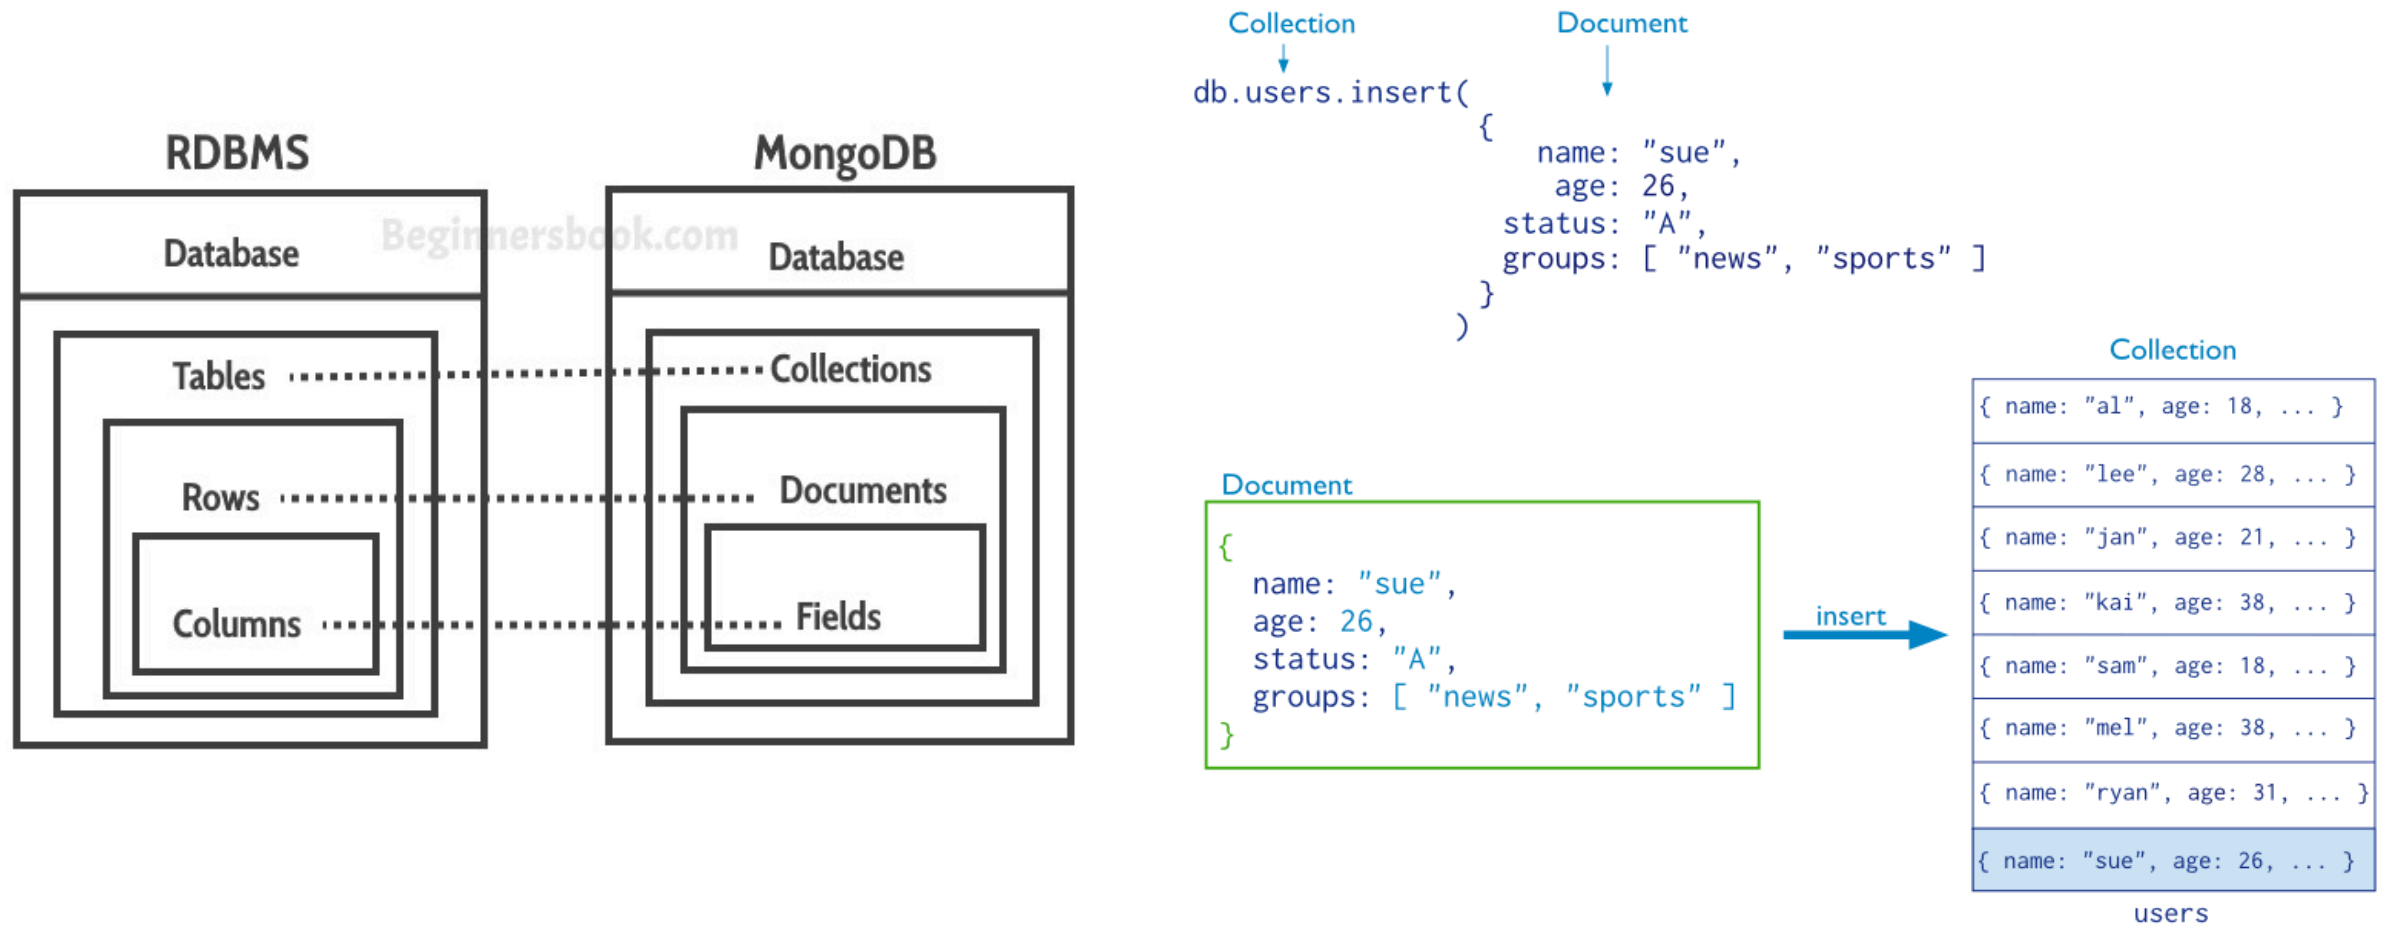 RDBMS
Database
Tables
Rows
Columns
MongoDB
Database
Collections
Documents
Fields
Beginnersbook.com
Collection
Document
db.users.insert(
{
name: "sue",
age: 26,
status: "A",
groups: [ "news", "sports" ]
}
)
Document
{
name: "sue",
age: 26,
status: "A",
groups: [ "news", "sports" ]
}
insert
Collection
{ name: "al", age: 18, ... }
{ name: "lee", age: 28, ... }
{ name: "jan", age: 21, ... }
{ name: "kai", age: 38, ... }
{ name: "sam", age: 18, ... }
{ name: "mel", age: 38, ... }
{ name: "ryan", age: 31, ... }
{ name: "sue", age: 26, ... }
users